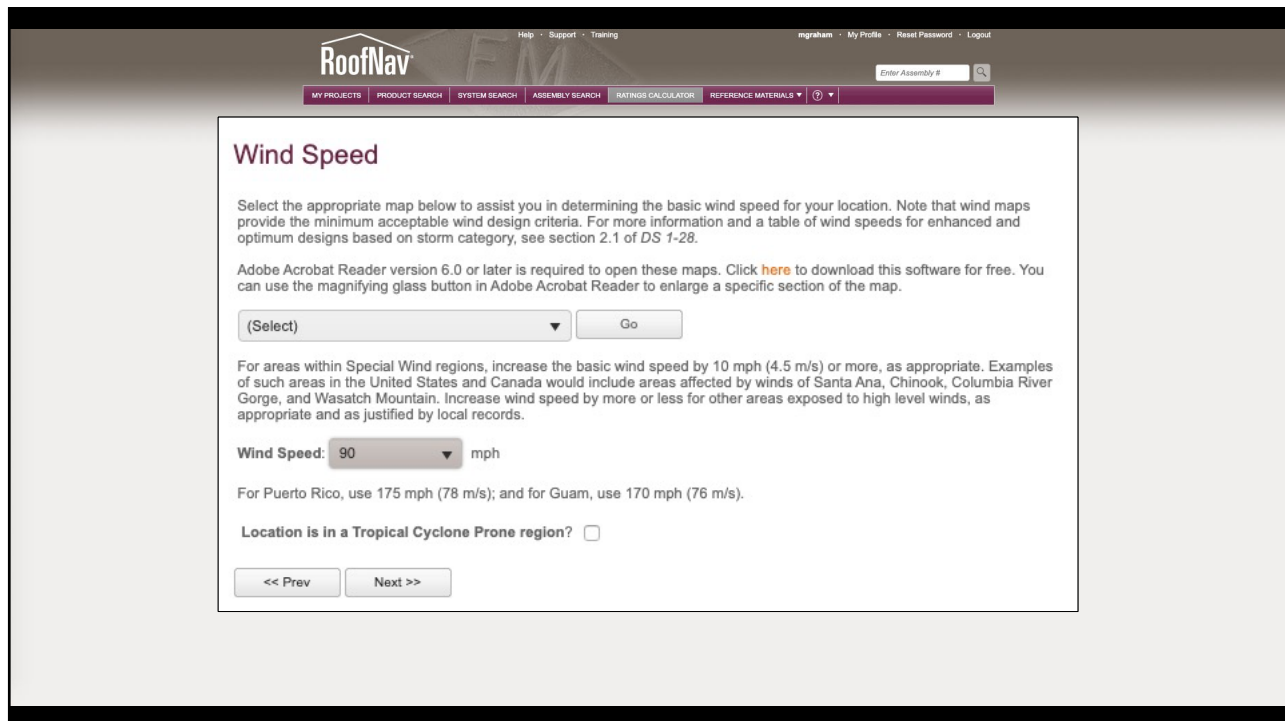 Help · Support · Training
mgraham · My Profile · Reset Password · Logout
RoofNav
Enter Assembly #
MY PROJECTS
PRODUCT SEARCH
SYSTEM SEARCH
ASSEMBLY SEARCH
RATINGS CALCULATOR
REFERENCE MATERIALS ▼
? ▼
Wind Speed
Select the appropriate map below to assist you in determining the basic wind speed for your location. Note that wind maps
provide the minimum acceptable wind design criteria. For more information and a table of wind speeds for enhanced and
optimum designs based on storm category, see section 2.1 of DS 1-28.
Adobe Acrobat Reader version 6.0 or later is required to open these maps. Click here to download this software for free. You
can use the magnifying glass button in Adobe Acrobat Reader to enlarge a specific section of the map.
(Select) ▼
Go
For areas within Special Wind regions, increase the basic wind speed by 10 mph (4.5 m/s) or more, as appropriate. Examples
of such areas in the United States and Canada would include areas affected by winds of Santa Ana, Chinook, Columbia River
Gorge, and Wasatch Mountain. Increase wind speed by more or less for other areas exposed to high level winds, as
appropriate and as justified by local records.
Wind Speed: 90 ▼ mph
For Puerto Rico, use 175 mph (78 m/s); and for Guam, use 170 mph (76 m/s).
Location is in a Tropical Cyclone Prone region?
<< Prev
Next >>